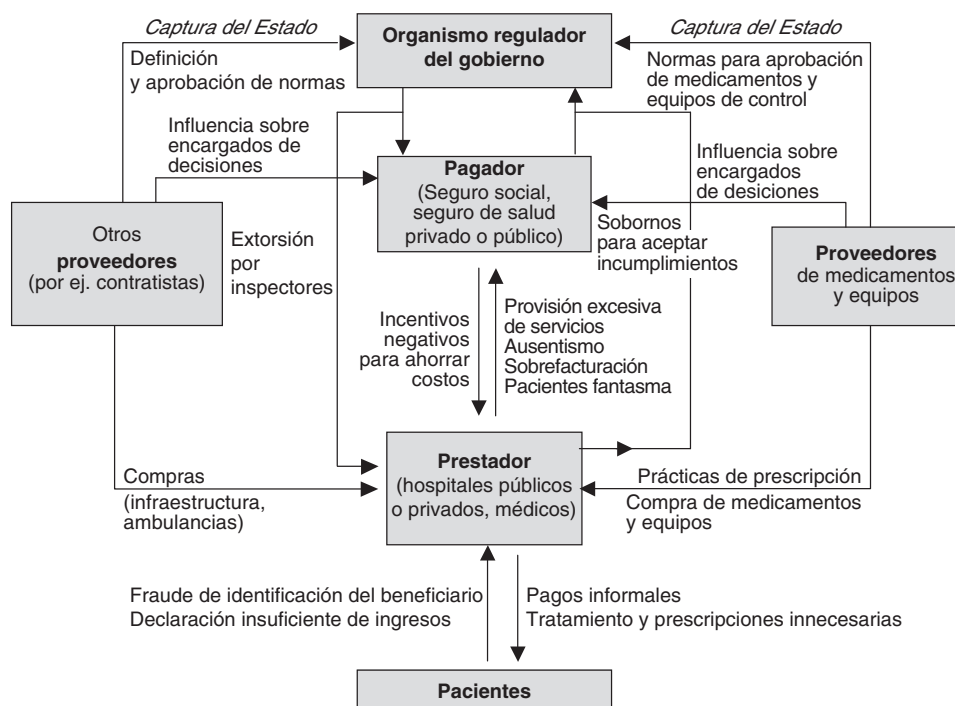 Captura del Estado
Organismo regulador
del gobierno
Captura del Estado
Definición
y aprobación de normas
Normas para aprobación
de medicamentos y
equipos de control
Influencia sobre
encargados de
decisiones
Pagador
(Seguro social,
seguro de salud
privado o público)
Influencia sobre
encargados
de desiciones
Otros
proveedores
(por ej. contratistas)
Extorsión
por
inspectores
Sobornos
para aceptar
incumplimientos
Proveedores
de medicamentos
y equipos
Incentivos
negativos
para ahorrar
costos
Provisión excesiva
de servicios
Ausentismo
Sobrefacturación
Pacientes fantasma
Compras
(infraestructura,
ambulancias)
Prestador
(hospitales públicos
o privados, médicos)
Prácticas de prescripción
Compra de medicamentos
y equipos
Fraude de identificación del beneficiario
Declaración insuficiente de ingresos
Pagos informales
Tratamiento y prescripciones innecesarias
Pacientes